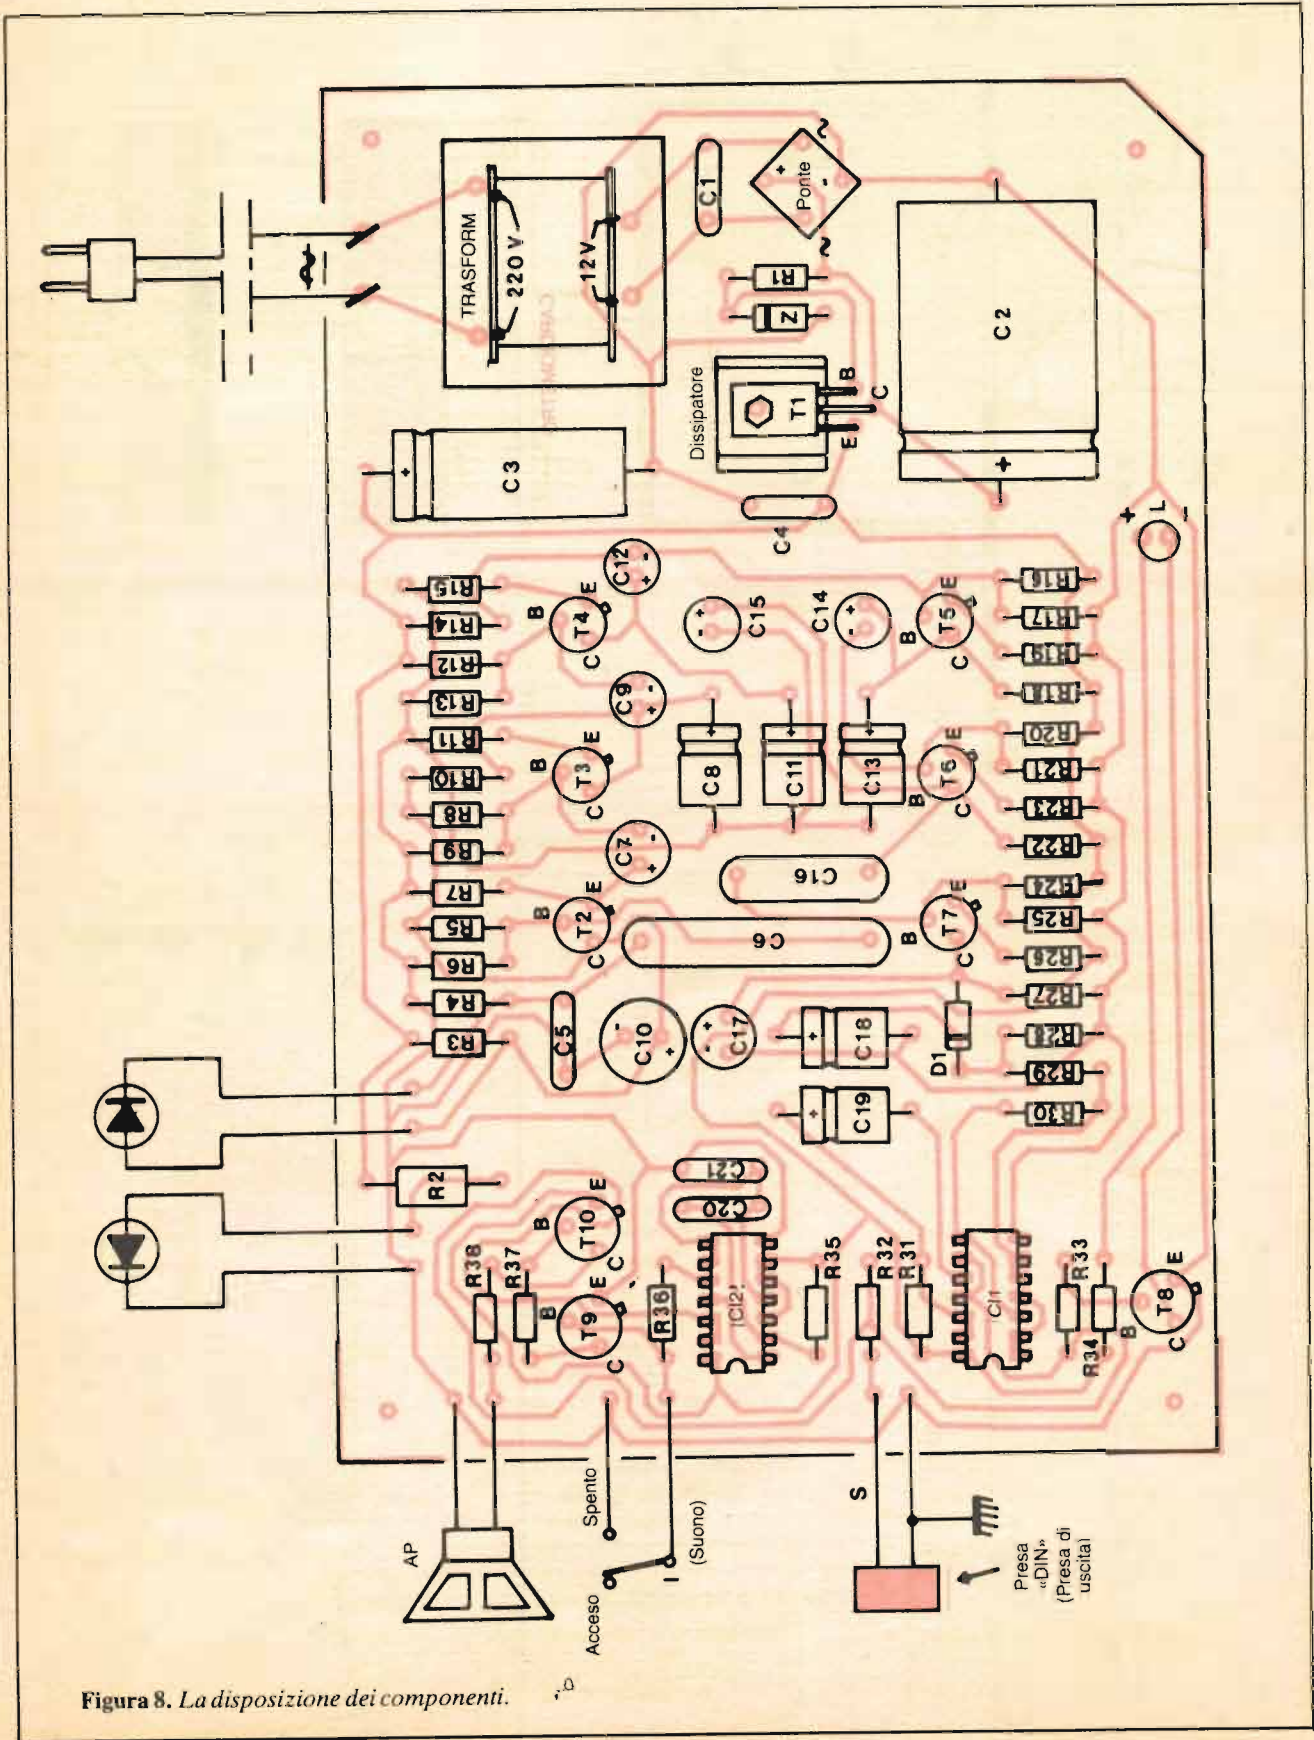 TRASFORM
220 V
12 V
CARDIOMETRO
C1
+
-
Ponte
~
~
R1
Z
Dissipatore
T1
B
C
E
C2
+
C3
+
C4
+
L
-
R15
R14
R12
R13
R11
R10
R8
R9
R7
R5
R6
R4
R3
B
T4
E
C
C12
+ -
- +
C15
C14
- +
B
T5
E
C
R16
R17
R19
R18
R20
R21
R23
R22
R24
R25
R26
R27
R28
R29
R30
C9
+ -
B
T3
E
C
C8
+
C11
+
C13
+
B
T6
E
C
C7
+ -
C16
B
T2
E
C
C6
B
T7
E
C
C5
C10
-
+
C17
- +
C18
+
D1
C19
+
R2
C21
C20
R38
R37
B
T10
E
C
B
T9
E
C
R36
IC2
R35
R32
R31
IC1
R33
R34
B
T8
E
C
AP
Spento
Acceso
(Suono)
I
S
Presa
«DIN»
(Presa di
uscita)
Figura 8. La disposizione dei componenti.